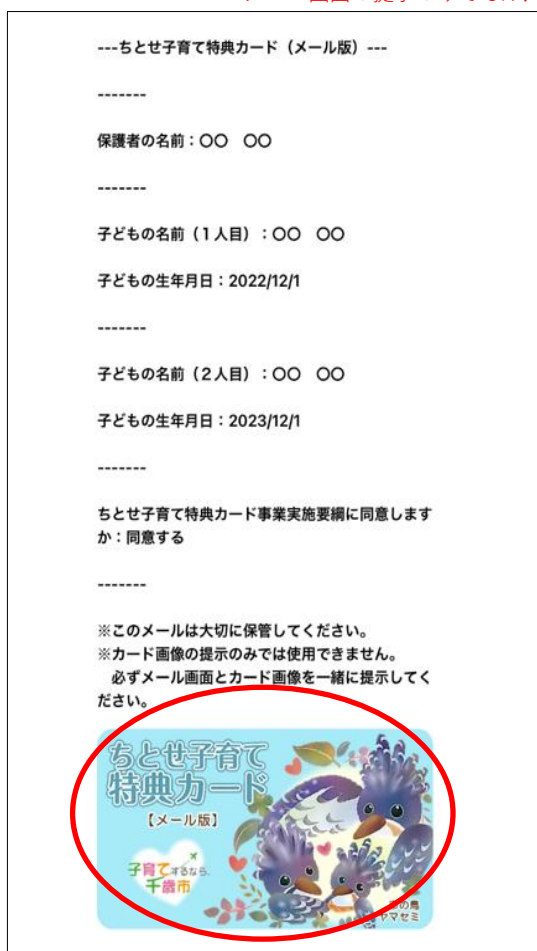 ---ちとせ子育て特典カード（メール版）---
-------
保護者の名前：〇〇　〇〇
-------
子どもの名前（1人目）：〇〇　〇〇
子どもの生年月日：2022/12/1
-------
子どもの名前（2人目）：〇〇　〇〇
子どもの生年月日：2023/12/1
-------
ちとせ子育て特典カード事業実施要綱に同意します
か：同意する
-------
※このメールは大切に保管してください。
※カード画像の提示のみでは使用できません。
　必ずメール画面とカード画像を一緒に提示してく
ださい。
ちとせ子育て
特典カード
【メール版】
子育てするなら、
千歳市
ヤマセミ